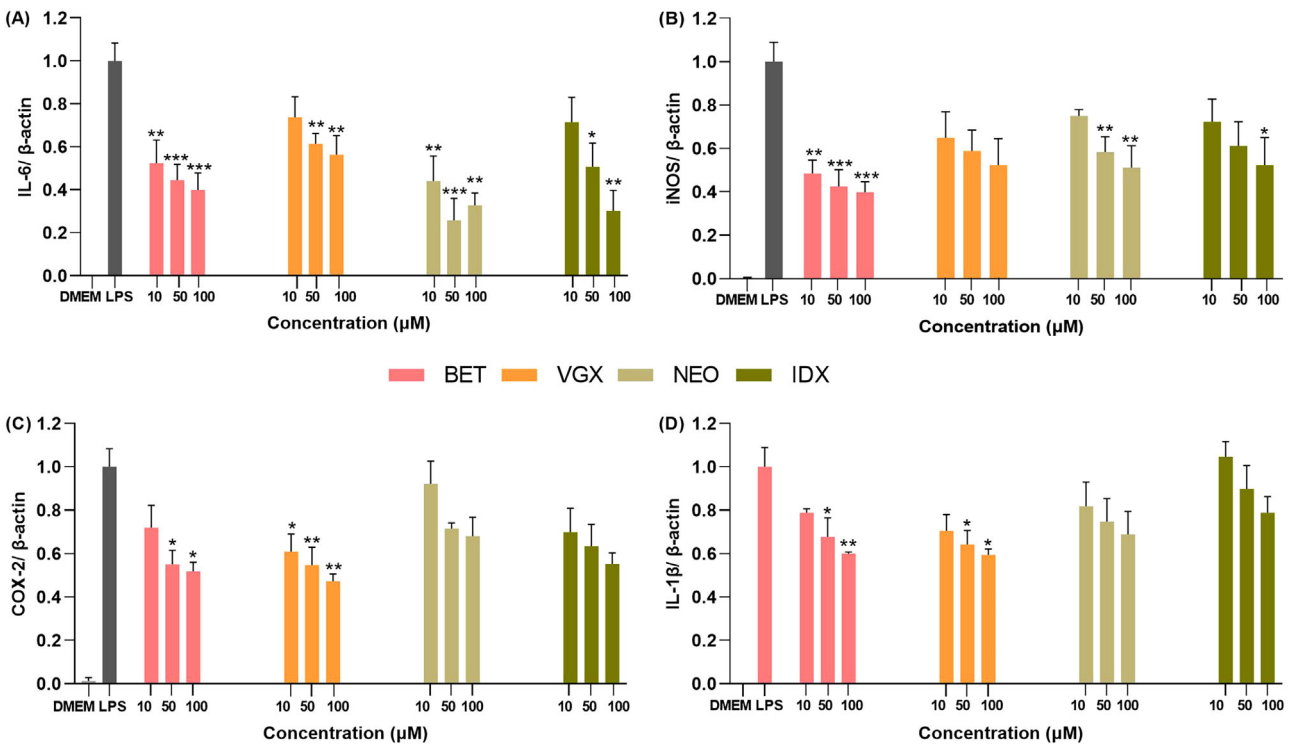 (A)
IL-6/ β-actin
1.2
1.0
0.8
0.6
0.4
0.2
0.0
** *** ***
** **
** *** **
* **
DMEM LPS 10 50 100 10 50 100 10 50 100 10 50 100
Concentration (µM)
(B)
iNOS/ β-actin
1.2
1.0
0.8
0.6
0.4
0.2
0.0
** *** ***
** **
*
DMEM LPS 10 50 100 10 50 100 10 50 100 10 50 100
Concentration (µM)
BET VGX NEO IDX
(C)
COX-2/ β-actin
1.2
1.0
0.8
0.6
0.4
0.2
0.0
* *
* ** **
DMEM LPS 10 50 100 10 50 100 10 50 100 10 50 100
Concentration (µM)
(D)
IL-1β/ β-actin
1.2
1.0
0.8
0.6
0.4
0.2
0.0
* **
* *
DMEM LPS 10 50 100 10 50 100 10 50 100 10 50 100
Concentration (µM)